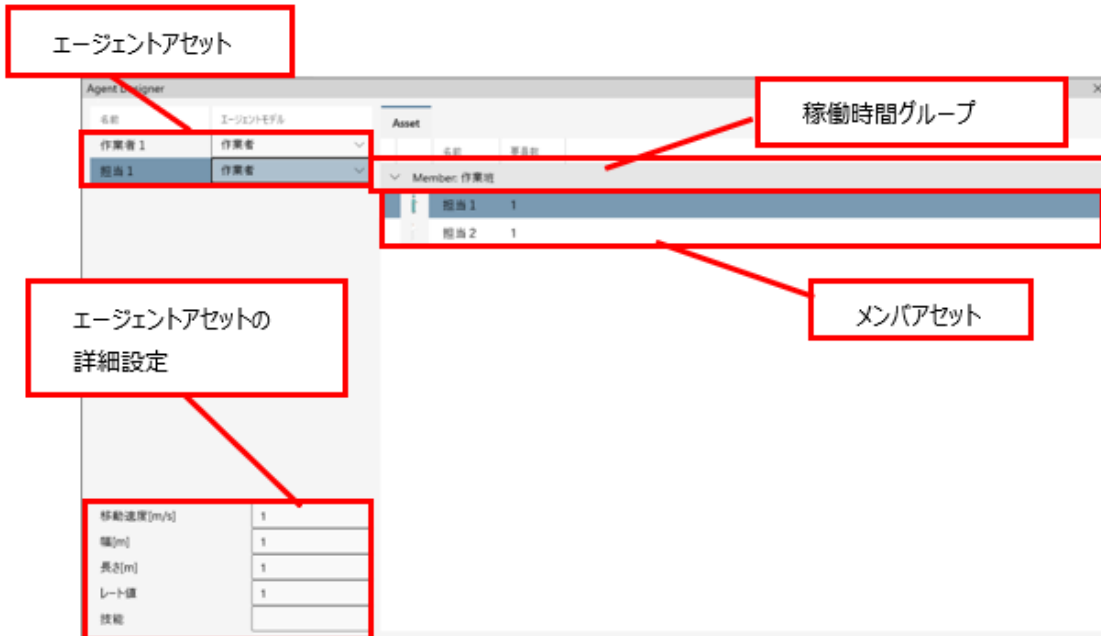 エージェントアセット
Agent Designer
稼働時間グループ
名前 エージェントモデル
Asset
作業者 1 作業者
名前 要員数
担当 1 作業者
Member: 作業班
担当 1 1
担当 2 1
エージェントアセットの
詳細設定
メンバアセット
移動速度[m/s] 1
幅[m] 1
長さ[m] 1
レート値 1
技能